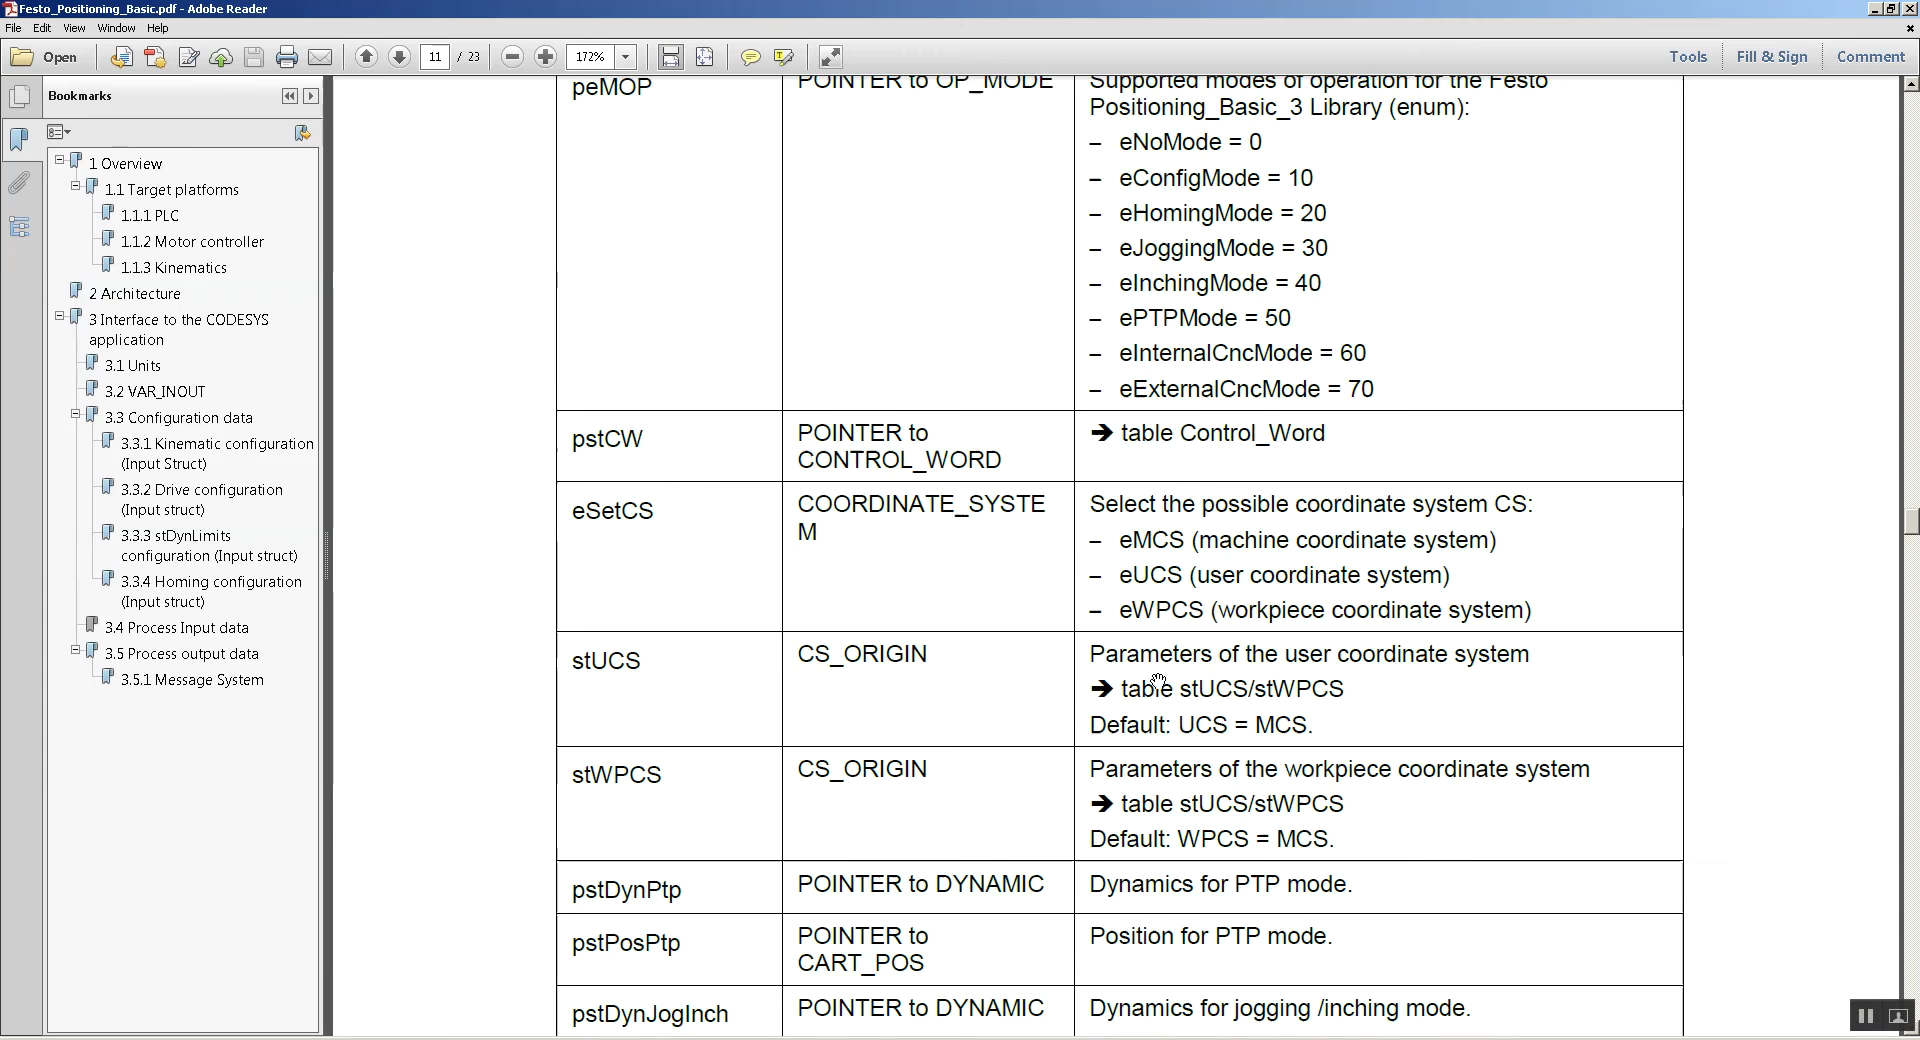 Festo_Positioning_Basic.pdf - Adobe Reader
File Edit View Window Help
Open 11 / 23 172% Tools Fill & Sign Comment
Bookmarks
1 Overview
1.1 Target platforms
1.1.1 PLC
1.1.2 Motor controller
1.1.3 Kinematics
2 Architecture
3 Interface to the CODESYS
application
3.1 Units
3.2 VAR_INOUT
3.3 Configuration data
3.3.1 Kinematic configuration
(Input Struct)
3.3.2 Drive configuration
(Input struct)
3.3.3 stDynLimits
configuration (Input struct)
3.3.4 Homing configuration
(Input struct)
3.4 Process Input data
3.5 Process output data
3.5.1 Message System
peMOP POINTER to OP_MODE Supported modes of operation for the Festo
Positioning_Basic_3 Library (enum):
– eNoMode = 0
– eConfigMode = 10
– eHomingMode = 20
– eJoggingMode = 30
– eInchingMode = 40
– ePTPMode = 50
– eInternalCncMode = 60
– eExternalCncMode = 70
pstCW POINTER to ➔ table Control_Word
CONTROL_WORD
eSetCS COORDINATE_SYSTE Select the possible coordinate system CS:
M
– eMCS (machine coordinate system)
– eUCS (user coordinate system)
– eWPCS (workpiece coordinate system)
stUCS CS_ORIGIN Parameters of the user coordinate system
➔ table stUCS/stWPCS
Default: UCS = MCS.
stWPCS CS_ORIGIN Parameters of the workpiece coordinate system
➔ table stUCS/stWPCS
Default: WPCS = MCS.
pstDynPtp POINTER to DYNAMIC Dynamics for PTP mode.
pstPosPtp POINTER to Position for PTP mode.
CART_POS
pstDynJogInch POINTER to DYNAMIC Dynamics for jogging /inching mode.